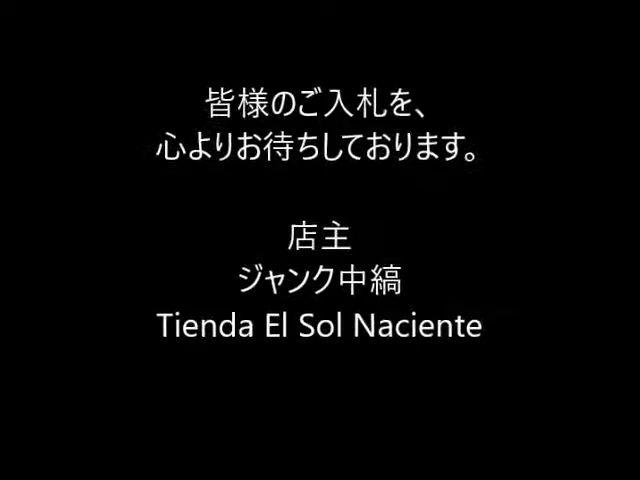 皆様のご入札を、
心よりお待ちしております。
店主
ジャンク中縞
Tienda El Sol Naciente